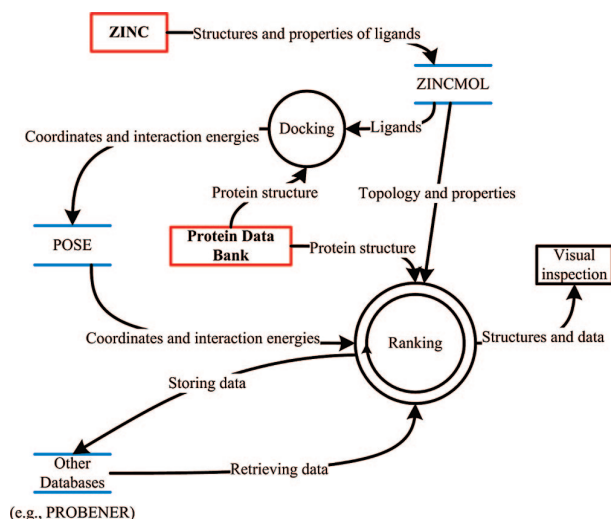 ZINC
Structures and properties of ligands
ZINCMOL
Docking
Ligands
Coordinates and interaction energies
Protein structure
Topology and properties
Protein Data
Bank
Protein structure
POSE
Visual
inspection
Coordinates and interaction energies
Ranking
Structures and data
Storing data
Other
Databases
Retrieving data
(e.g., PROBENER)